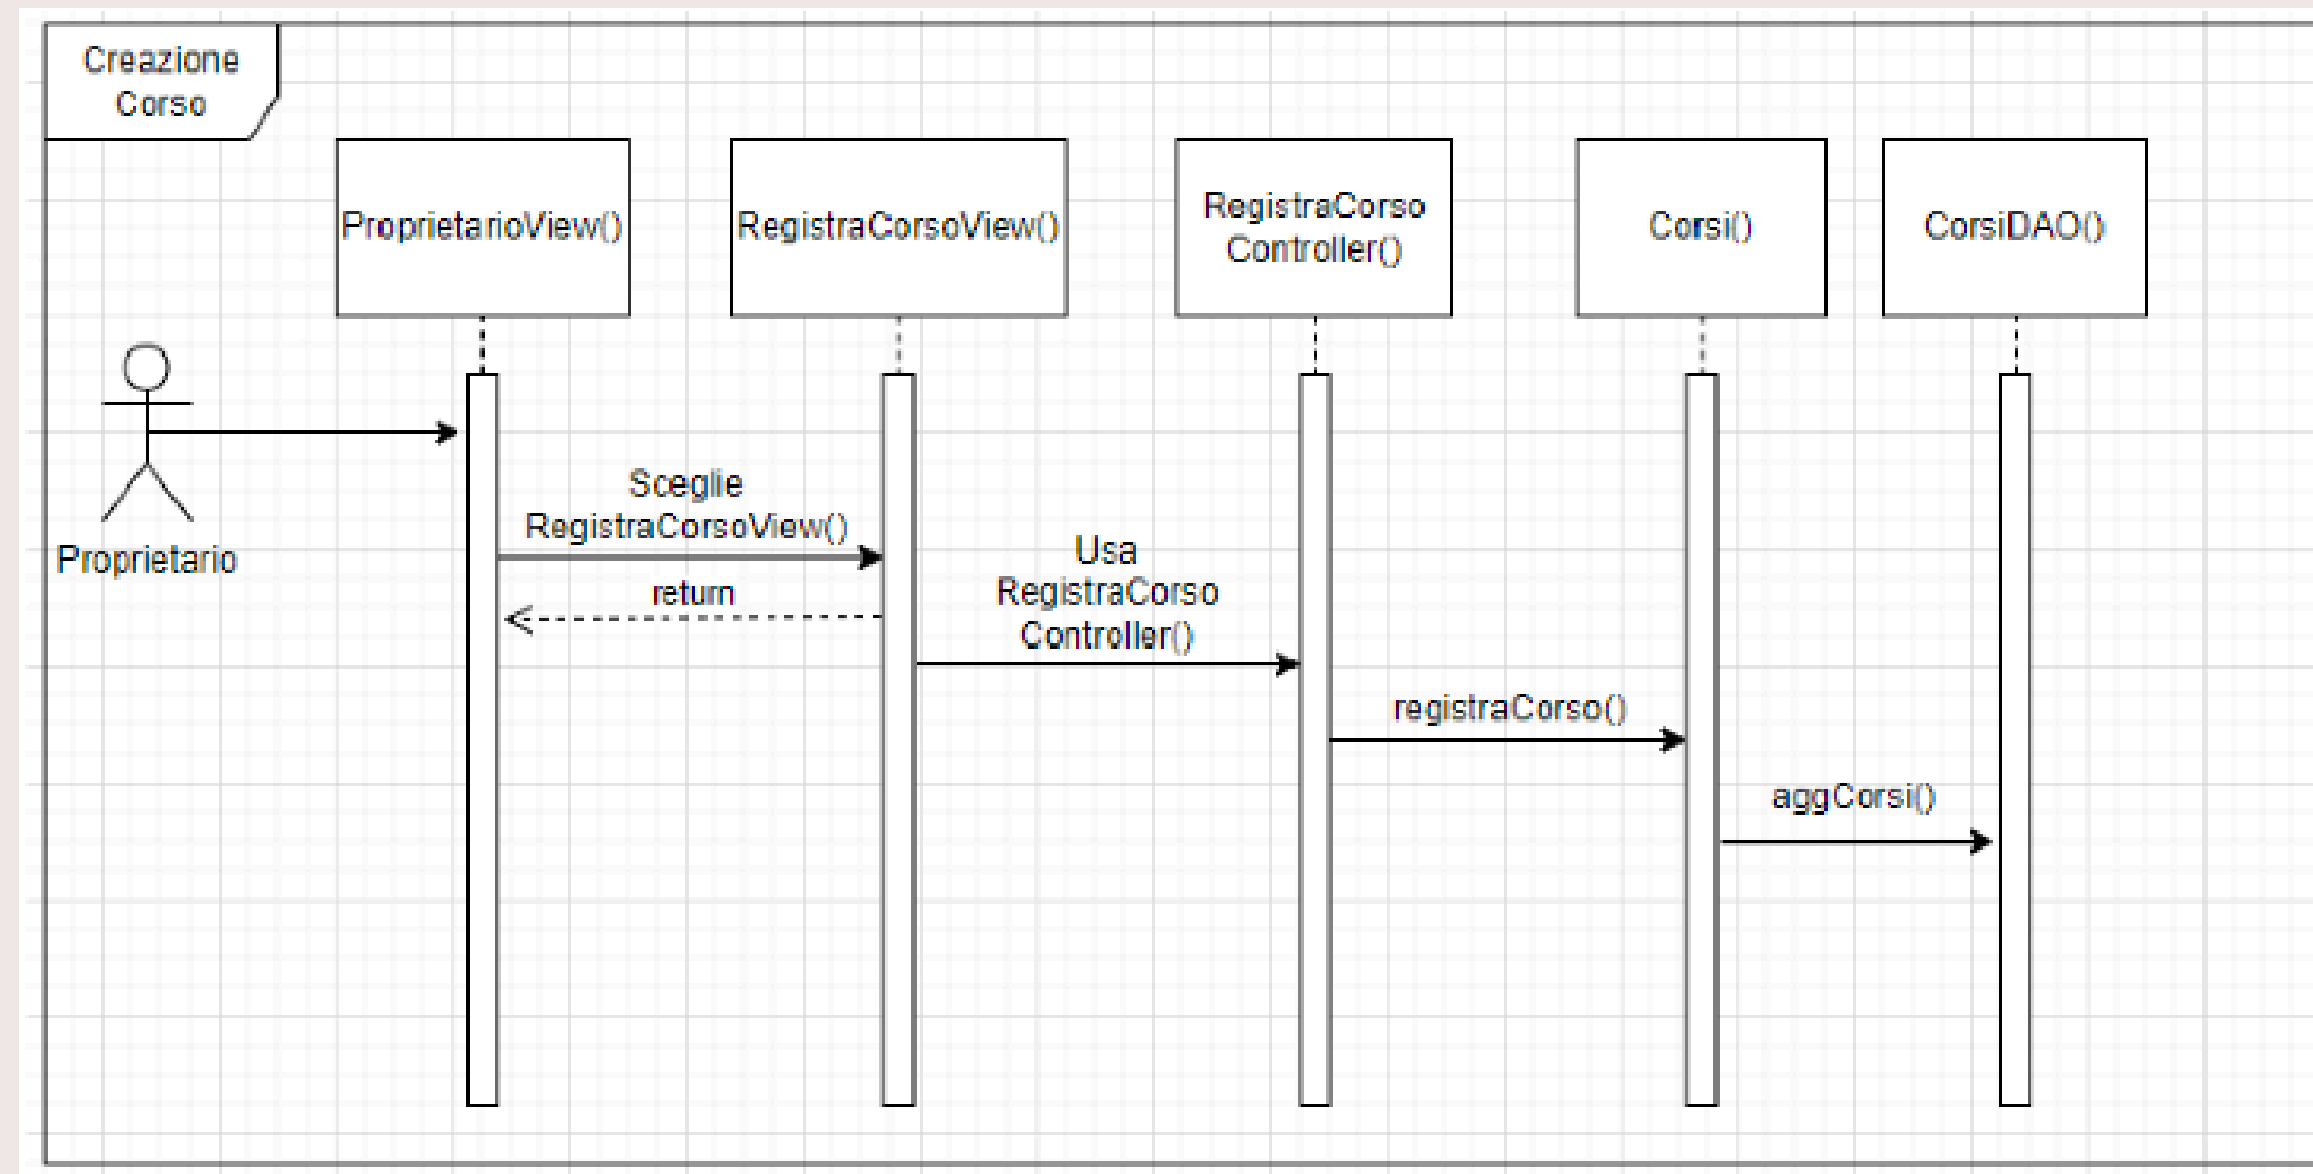 Creazione
Corso
ProprietarioView()
RegistraCorsoView()
RegistraCorso
Controller()
Corsi()
CorsiDAO()
Proprietario
Sceglie
RegistraCorsoView()
return
Usa
RegistraCorso
Controller()
registraCorso()
aggCorsi()